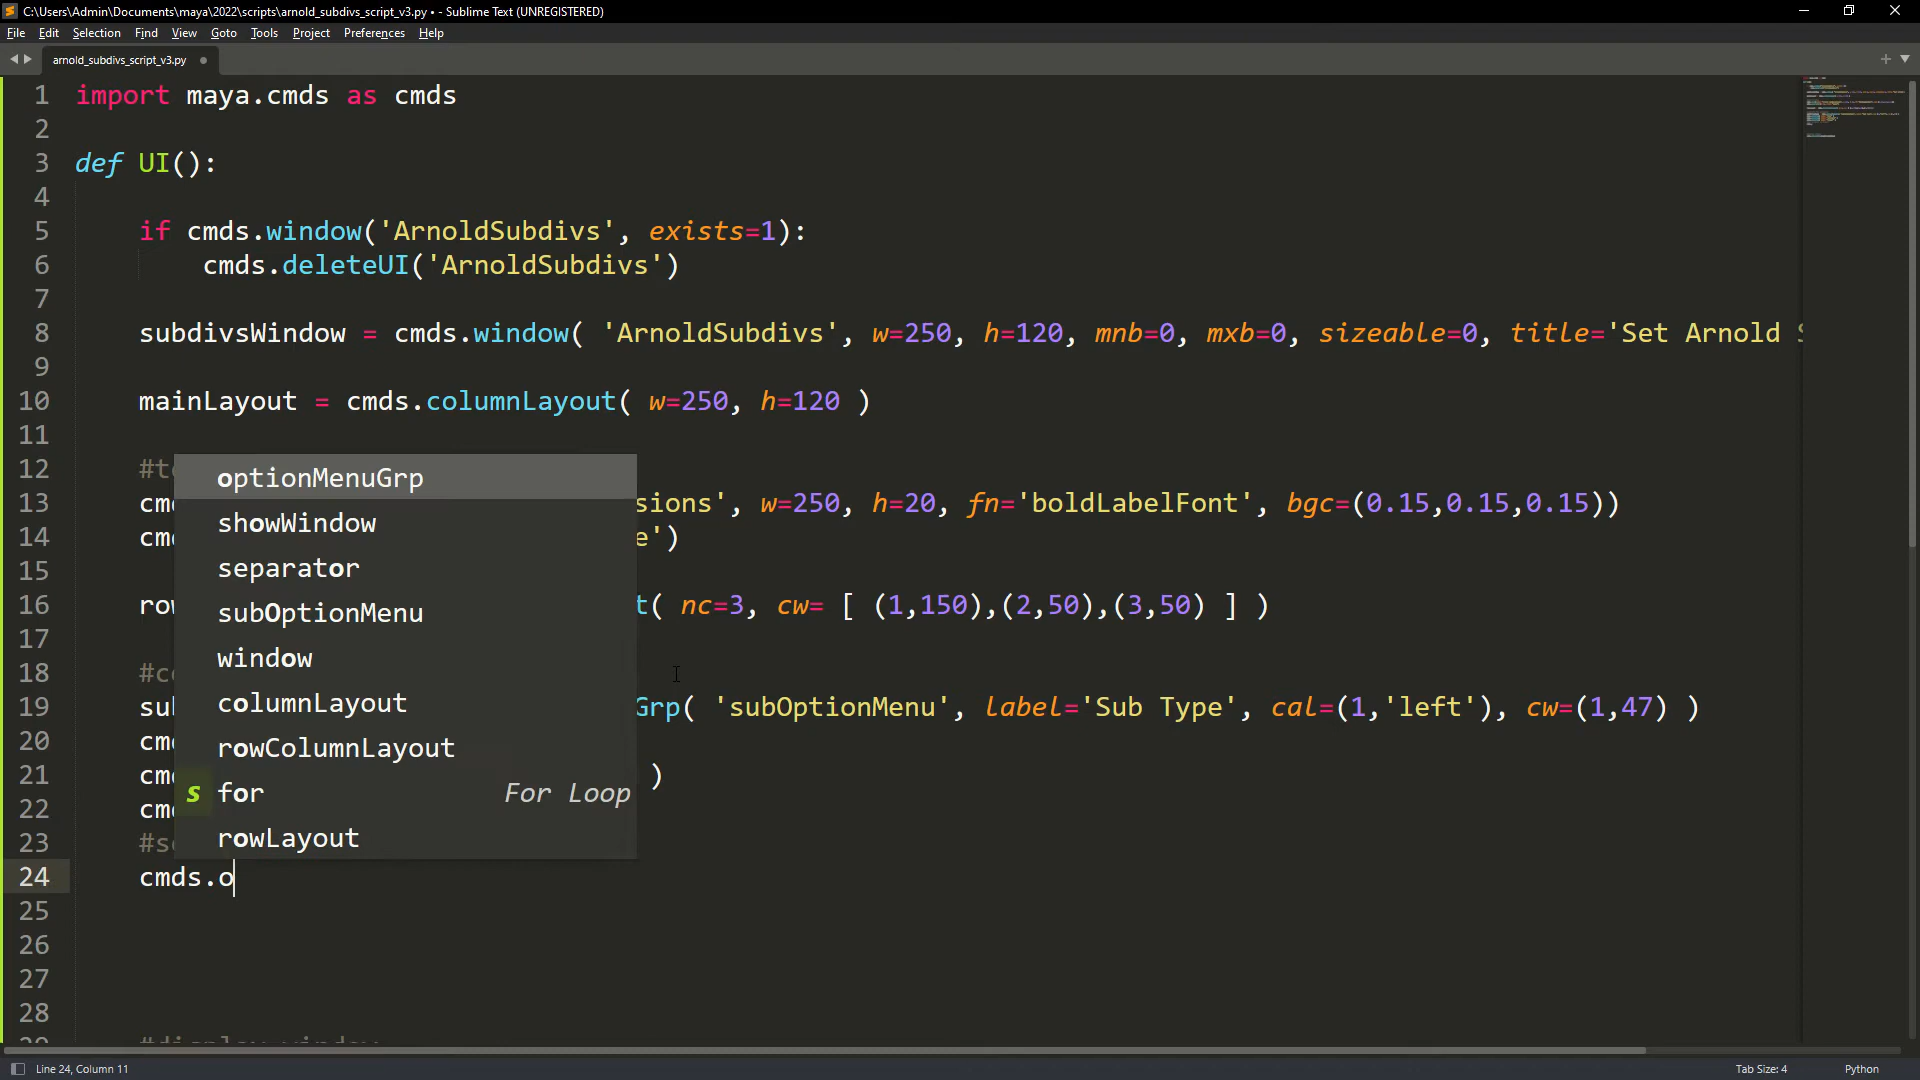 C:\Users\Admin\Documents\maya\2022\scripts\arnold_subdivs_script_v3.py • - Sublime Text (UNREGISTERED)
File Edit Selection Find View Goto Tools Project Preferences Help
arnold_subdivs_script_v3.py
1 import maya.cmds as cmds
2
3 def UI():
4
5 if cmds.window('ArnoldSubdivs', exists=1):
6 cmds.deleteUI('ArnoldSubdivs')
7
8 subdivsWindow = cmds.window( 'ArnoldSubdivs', w=250, h=120, mnb=0, mxb=0, sizeable=0, title='Set Arnold
9
10 mainLayout = cmds.columnLayout( w=250, h=120 )
11
12
13 sions', w=250, h=20, fn='boldLabelFont', bgc=(0.15,0.15,0.15))
14 e')
15
16 t( nc=3, cw= [ (1,150),(2,50),(3,50) ] )
17
18
19 Grp( 'subOptionMenu', label='Sub Type', cal=(1,'left'), cw=(1,47) )
20
21 )
22
23
24 cmds.o
25
26
27
28
#display window
optionMenuGrp
showWindow
separator
subOptionMenu
window
columnLayout
rowColumnLayout
s for For Loop
rowLayout
Line 24, Column 11
Tab Size: 4
Python